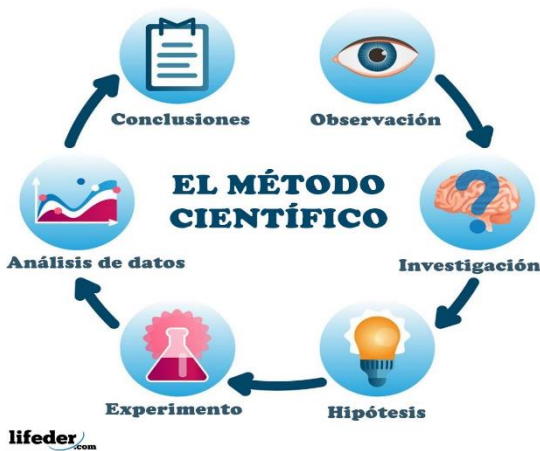 EL MÉTODO
CIENTÍFICO
Observación
Investigación
Hipótesis
Experimento
Análisis de datos
Conclusiones
?
lifeder.com